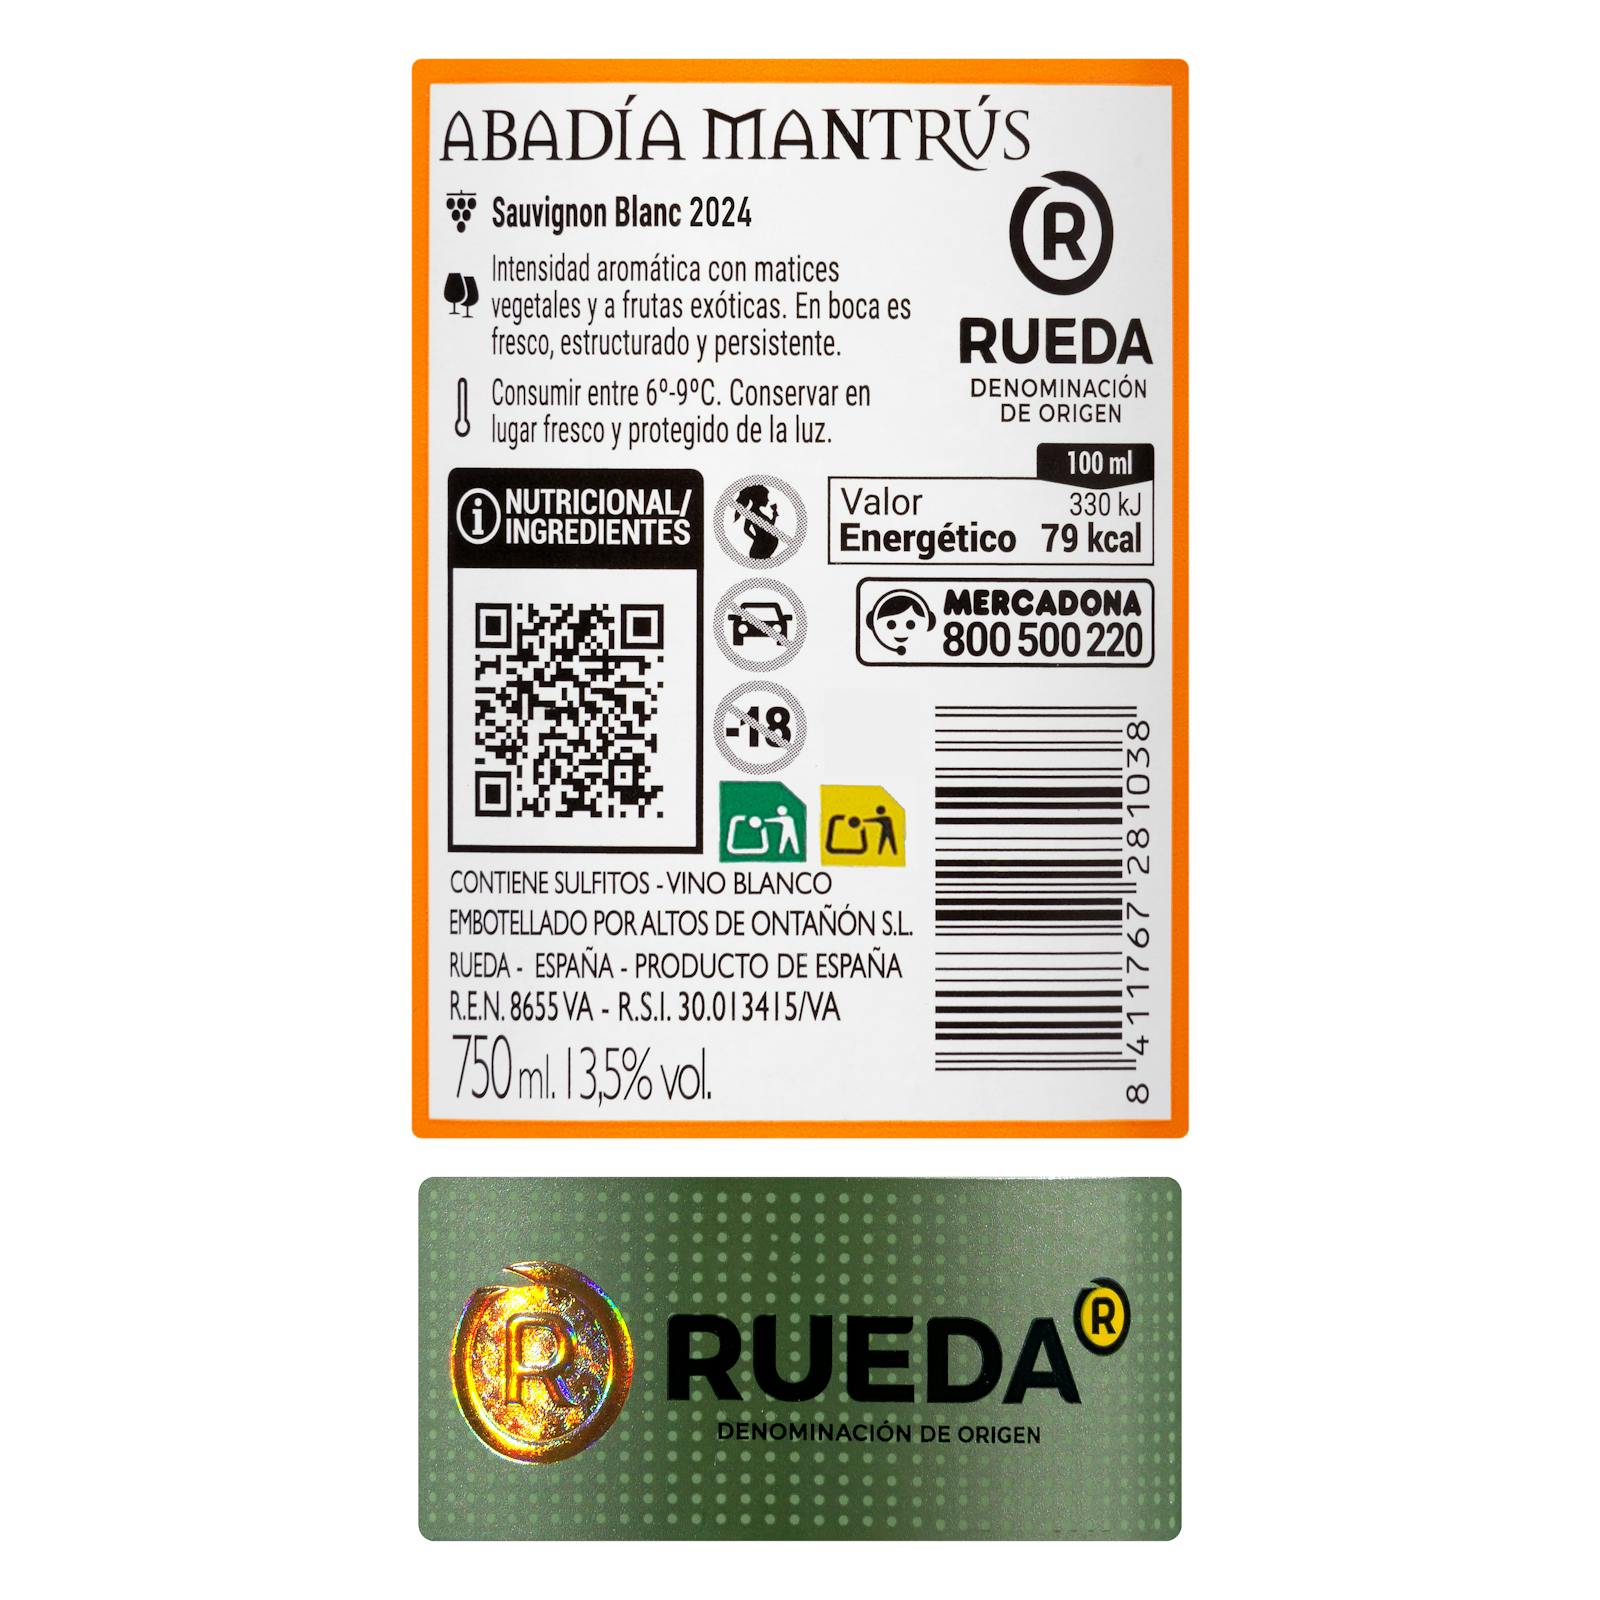 ABADÍA MANTRÚS
Sauvignon Blanc 2024
Intensidad aromática con matices
vegetales y a frutas exóticas. En boca es
fresco, estructurado y persistente.
Consumir entre 6º-9ºC. Conservar en
lugar fresco y protegido de la luz.
R
RUEDA
DENOMINACIÓN
DE ORIGEN
100 ml
Valor 330 kJ
Energético 79 kcal
i NUTRICIONAL/
INGREDIENTES
MERCADONA
800 500 220
-18
8 411767 281038
CONTIENE SULFITOS - VINO BLANCO
EMBOTELLADO POR ALTOS DE ONTAÑÓN S.L.
RUEDA - ESPAÑA - PRODUCTO DE ESPAÑA
R.E.N. 8655 VA - R.S.I. 30.013415/VA
750 ml. 13,5% vol.
R
RUEDA R
DENOMINACIÓN DE ORIGEN